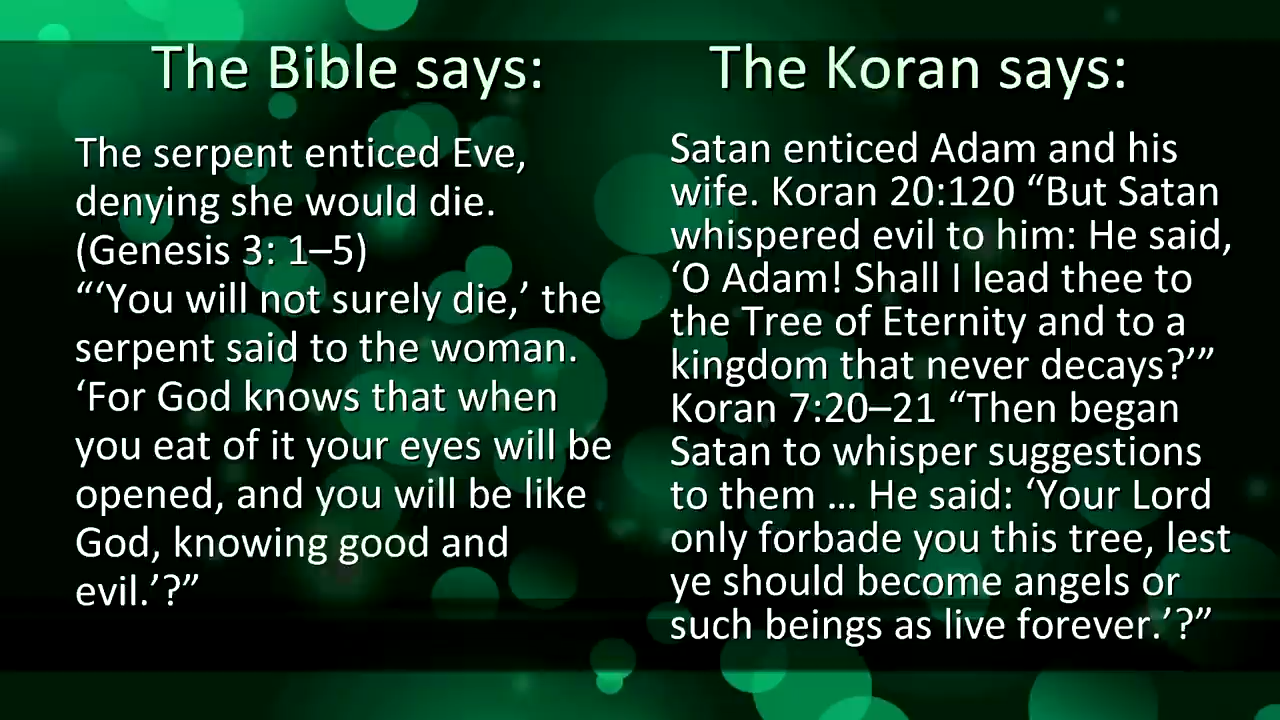 The Bible says:
The serpent enticed Eve,
denying she would die.
(Genesis 3: 1–5)
“‘You will not surely die,’ the
serpent said to the woman.
‘For God knows that when
you eat of it your eyes will be
opened, and you will be like
God, knowing good and
evil.’?”
The Koran says:
Satan enticed Adam and his
wife. Koran 20:120 “But Satan
whispered evil to him: He said,
‘O Adam! Shall I lead thee to
the Tree of Eternity and to a
kingdom that never decays?’”
Koran 7:20–21 “Then began
Satan to whisper suggestions
to them ... He said: ‘Your Lord
only forbade you this tree, lest
ye should become angels or
such beings as live forever.’?”